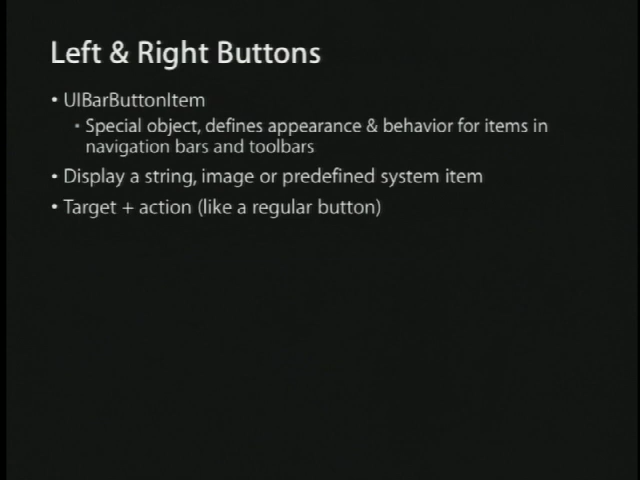 Left & Right Buttons
• UIBarButtonItem
▪ Special object, defines appearance & behavior for items in
navigation bars and toolbars
• Display a string, image or predefined system item
• Target + action (like a regular button)